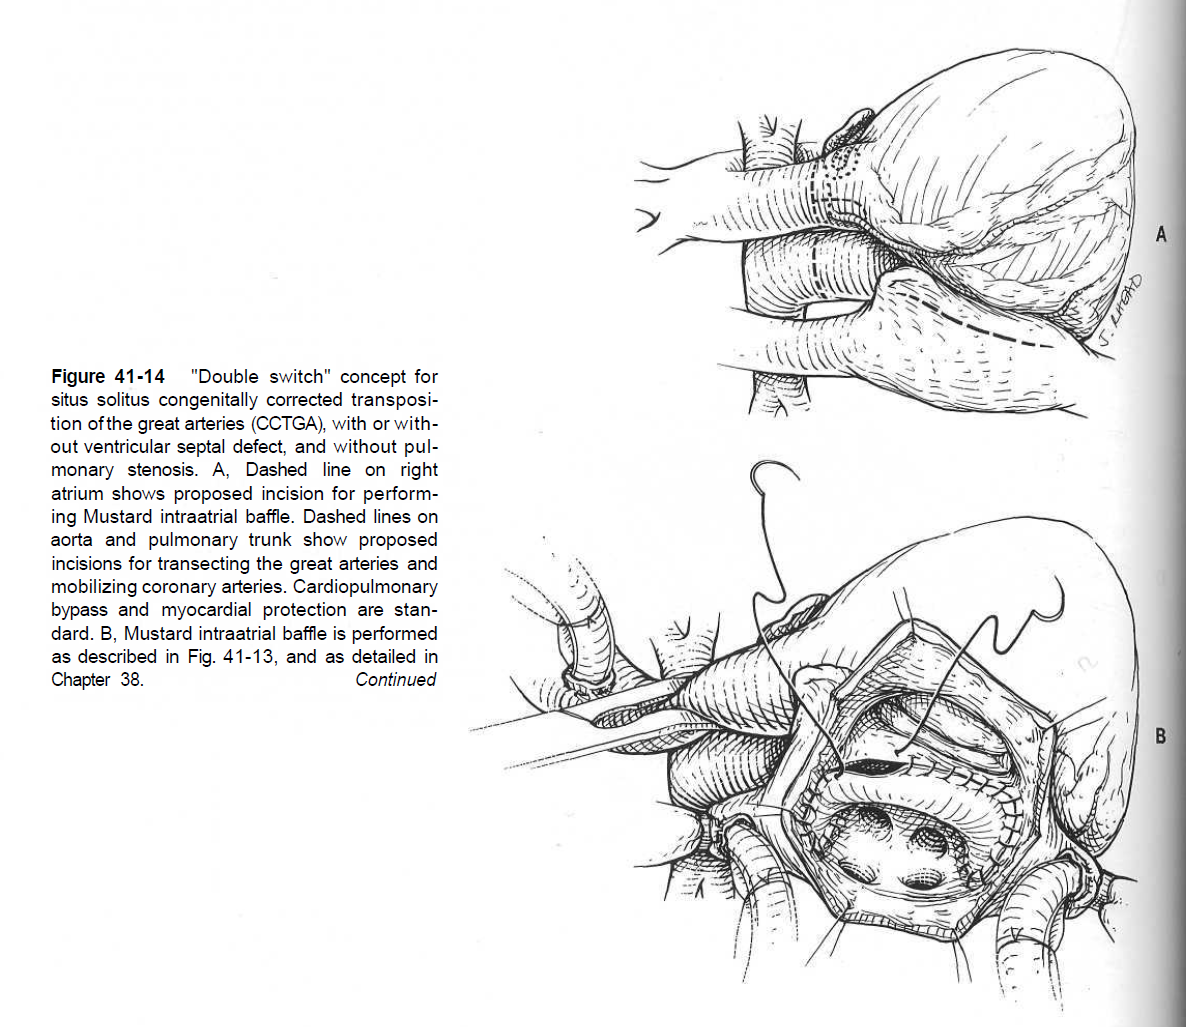 Figure 41-14 "Double switch" concept for
situs solitus congenitally corrected transposi-
tion of the great arteries (CCTGA), with or with-
out ventricular septal defect, and without pul-
monary stenosis. A, Dashed line on right
atrium shows proposed incision for perform-
ing Mustard intraatrial baffle. Dashed lines on
aorta and pulmonary trunk show proposed
incisions for transecting the great arteries and
mobilizing coronary arteries. Cardiopulmonary
bypass and myocardial protection are stan-
dard. B, Mustard intraatrial baffle is performed
as described in Fig. 41-13, and as detailed in
Chapter 38. Continued
A
B